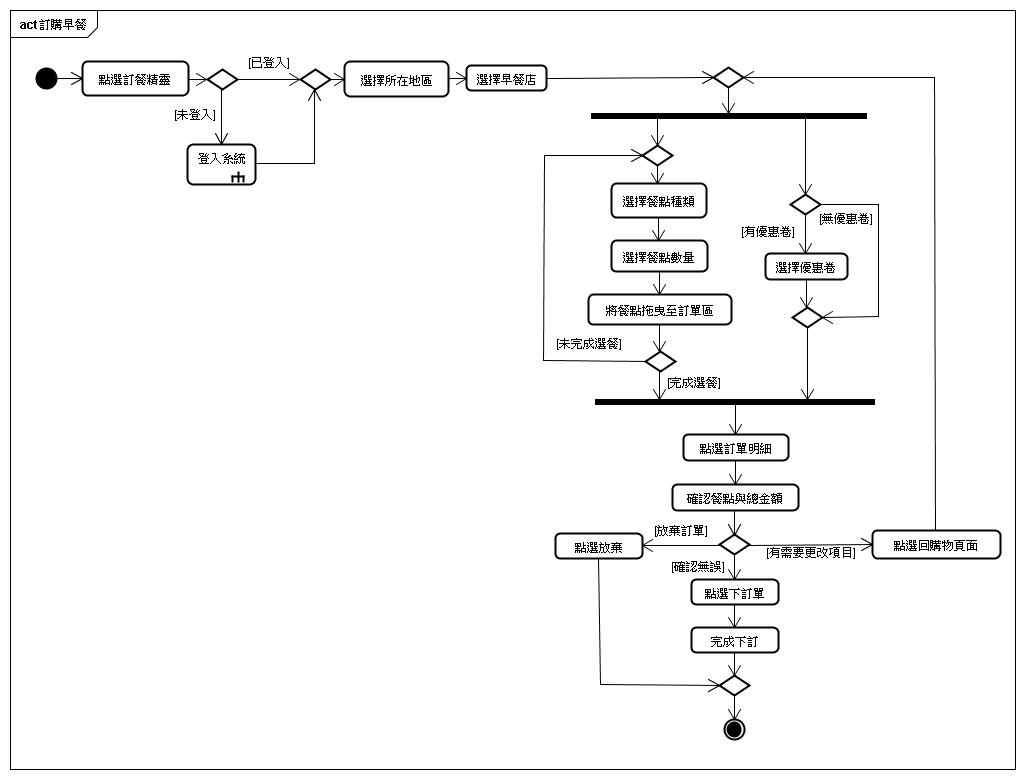 act 訂購早餐
點選訂餐精靈
[已登入]
選擇所在地區
選擇早餐店
[未登入]
登入系統
選擇餐點種類
[無優惠卷]
[有優惠卷]
選擇餐點數量
選擇優惠卷
將餐點拖曳至訂單區
[未完成選餐]
[完成選餐]
點選訂單明細
確認餐點與總金額
[放棄訂單]
點選放棄
[有需要更改項目]
點選回購物頁面
[確認無誤]
點選下訂單
完成下訂